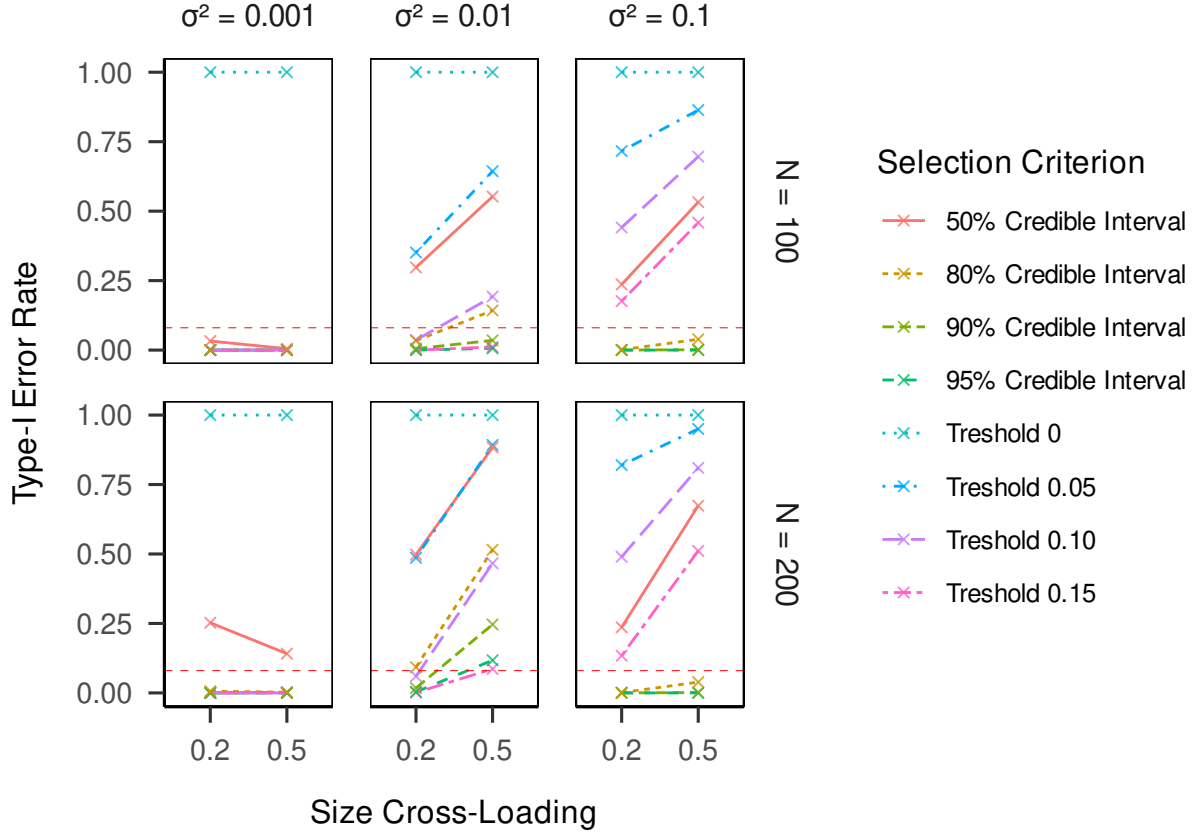 σ² = 0.001
σ² = 0.01
σ² = 0.1
Type-I Error Rate
1.00
0.75
0.50
0.25
0.00
N = 100
1.00
0.75
0.50
0.25
0.00
N = 200
0.2
0.5
0.2
0.5
0.2
0.5
Size Cross-Loading
Selection Criterion
50% Credible Interval
80% Credible Interval
90% Credible Interval
95% Credible Interval
Treshold 0
Treshold 0.05
Treshold 0.10
Treshold 0.15